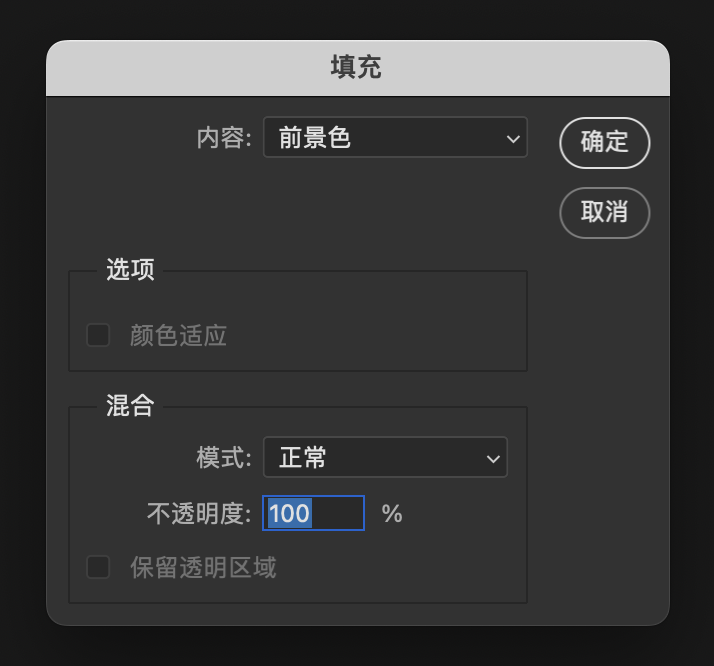 填充
内容: 前景色
确定
取消
选项
颜色适应
混合
模式: 正常
不透明度: 100 %
保留透明区域